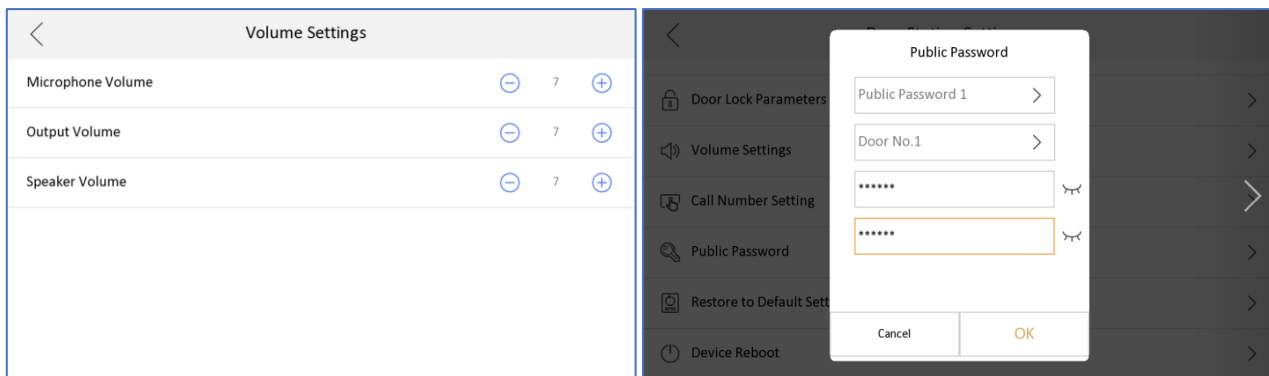 Volume Settings
Microphone Volume
7
Output Volume
7
Speaker Volume
7
Public Password
Public Password 1
Door No.1
******
******
Cancel
OK
Door Lock Parameters
Volume Settings
Call Number Setting
Public Password
Restore to Default Sett
Device Reboot